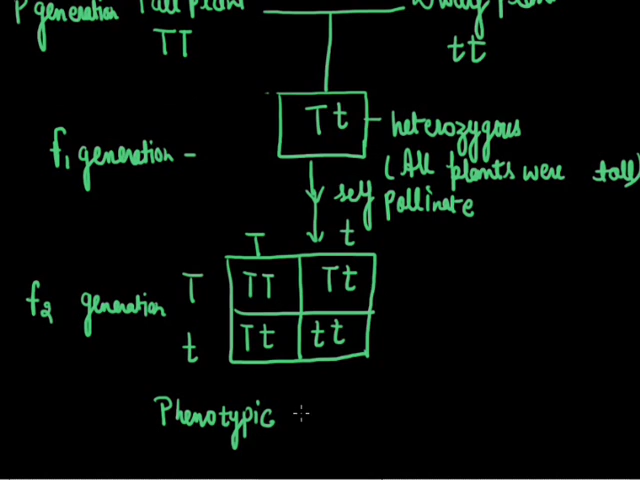 P generation Tall plant Dwarf plant
TT tt
Tt heterozygous
f1 generation - (All plants were tall)
self
Pollinate
T t
T TT Tt
f2 generation
t Tt tt
Phenotypic